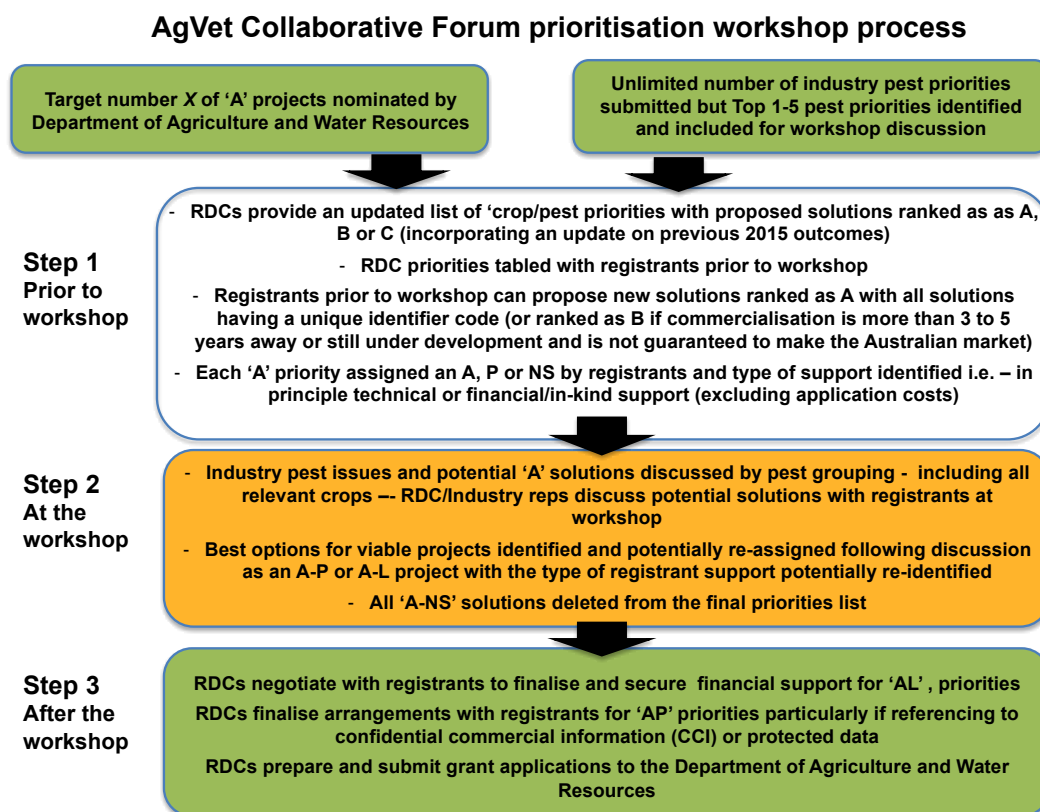 AgVet Collaborative Forum prioritisation workshop process
Target number X of ‘A’ projects nominated by
Department of Agriculture and Water Resources
Unlimited number of industry pest priorities
submitted but Top 1-5 pest priorities identified
and included for workshop discussion
Step 1
Prior to
workshop
- RDCs provide an updated list of ‘crop/pest priorities with proposed solutions ranked as as A,
B or C (incorporating an update on previous 2015 outcomes)
- RDC priorities tabled with registrants prior to workshop
- Registrants prior to workshop can propose new solutions ranked as A with all solutions
having a unique identifier code (or ranked as B if commercialisation is more than 3 to 5
years away or still under development and is not guaranteed to make the Australian market)
- Each ‘A’ priority assigned an A, P or NS by registrants and type of support identified i.e. – in
principle technical or financial/in-kind support (excluding application costs)
Step 2
At the
workshop
- Industry pest issues and potential ‘A’ solutions discussed by pest grouping - including all
relevant crops –- RDC/Industry reps discuss potential solutions with registrants at
workshop
- Best options for viable projects identified and potentially re-assigned following discussion
as an A-P or A-L project with the type of registrant support potentially re-identified
- All ‘A-NS’ solutions deleted from the final priorities list
Step 3
After the
workshop
RDCs negotiate with registrants to finalise and secure financial support for ‘AL’ , priorities
RDCs finalise arrangements with registrants for ‘AP’ priorities particularly if referencing to
confidential commercial information (CCI) or protected data
RDCs prepare and submit grant applications to the Department of Agriculture and Water
Resources